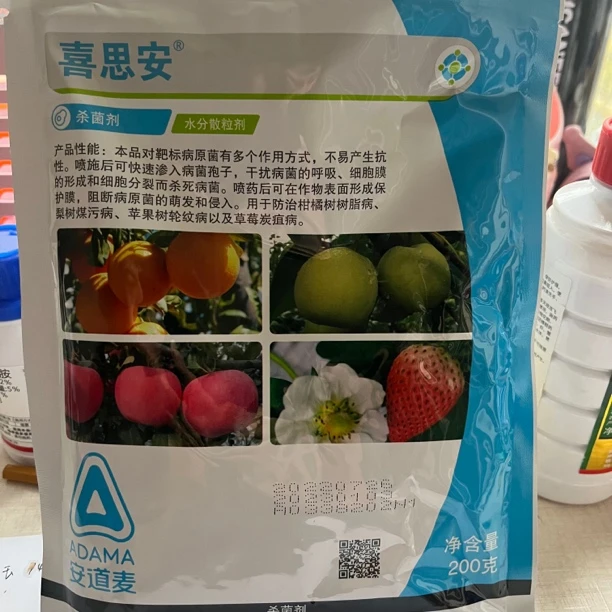 喜思安®
杀菌剂
水分散粒剂
产品性能：本品对靶标病原菌有多个作用方式，不易产生抗
性。喷施后可快速渗入病菌孢子，干扰病菌的呼吸、细胞膜
的形成和细胞分裂而杀死病菌。喷药后可在作物表面形成保
护膜，阻断病原菌的萌发和侵入。用于防治柑橘树树脂病、
梨树煤污病、苹果树轮纹病以及草莓炭疽病。
ADAMA
安道麦
净含量
200克
杀菌剂